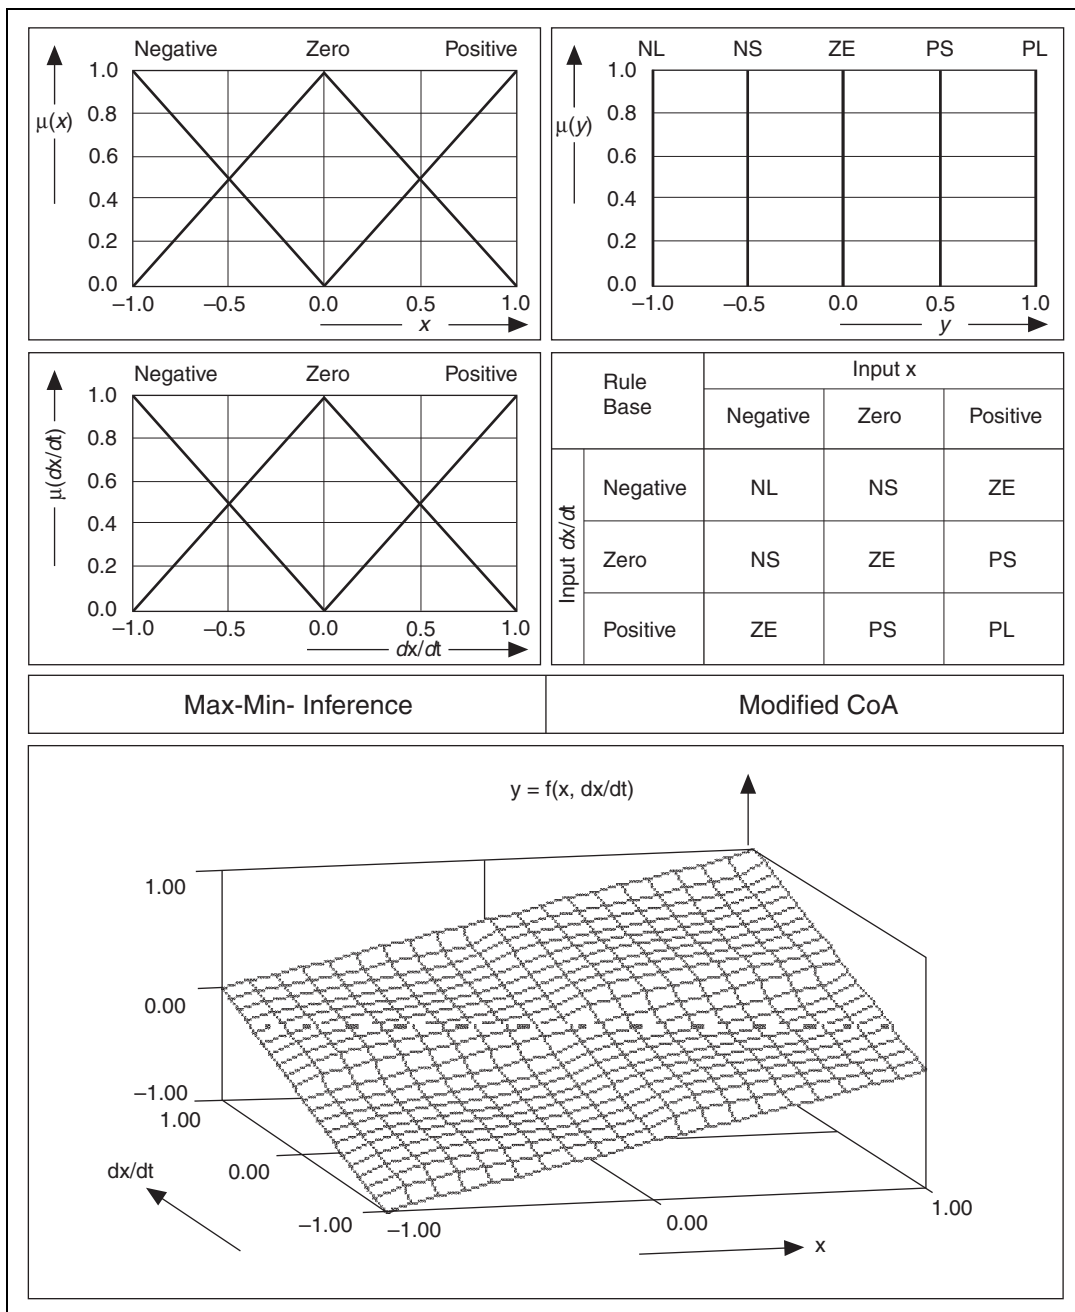 Negative Zero Positive
1.0
0.8
μ(x)
0.6
0.4
0.2
0.0
–1.0 –0.5 0.0 0.5 1.0
x
NL NS ZE PS PL
1.0
0.8
μ(y)
0.6
0.4
0.2
0.0
–1.0 –0.5 0.0 0.5 1.0
y
Negative Zero Positive
1.0
0.8
μ(dx/dt)
0.6
0.4
0.2
0.0
–1.0 –0.5 0.0 0.5 1.0
dx/dt
Rule Base
Input x
Negative Zero Positive
Input dx/dt
Negative NL NS ZE
Zero NS ZE PS
Positive ZE PS PL
Max-Min- Inference Modified CoA
y = f(x, dx/dt)
1.00
0.00
–1.00
1.00
dx/dt
0.00
–1.00
–1.00
0.00
1.00
x